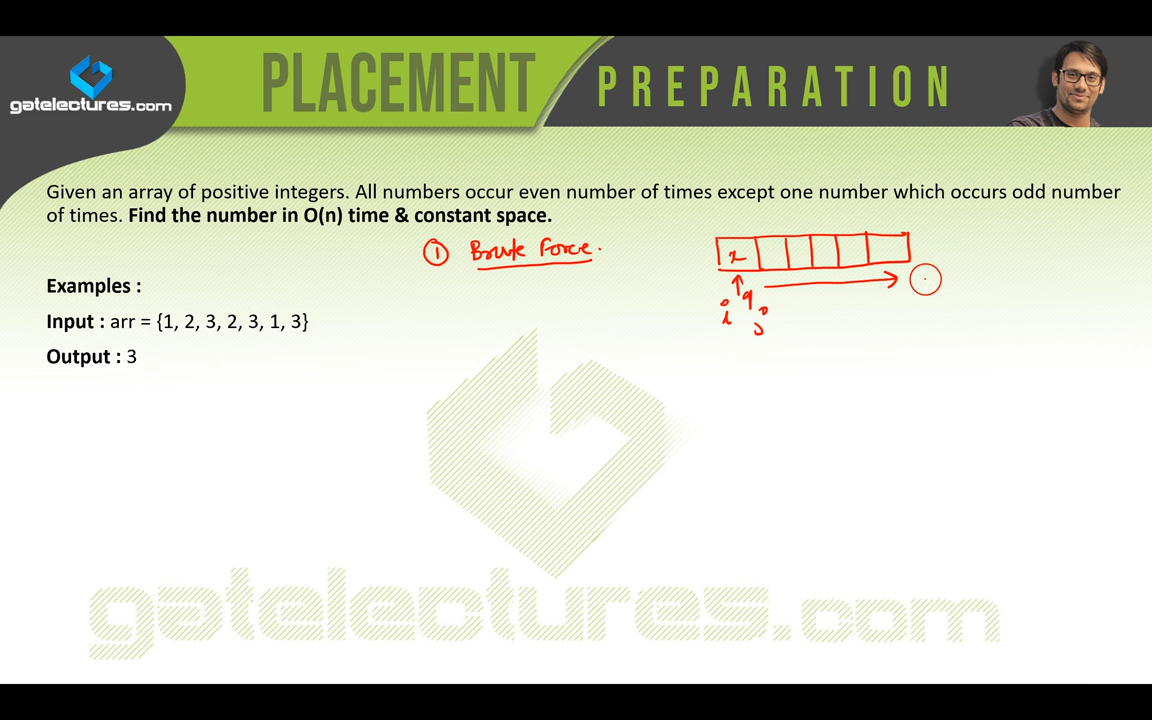 gatelectures.com
PLACEMENT PREPARATION
Given an array of positive integers. All numbers occur even number of times except one number which occurs odd number
of times. Find the number in O(n) time & constant space.
① Brute Force.
x
i j
Examples :
Input : arr = {1, 2, 3, 2, 3, 1, 3}
Output : 3
gatelectures.com